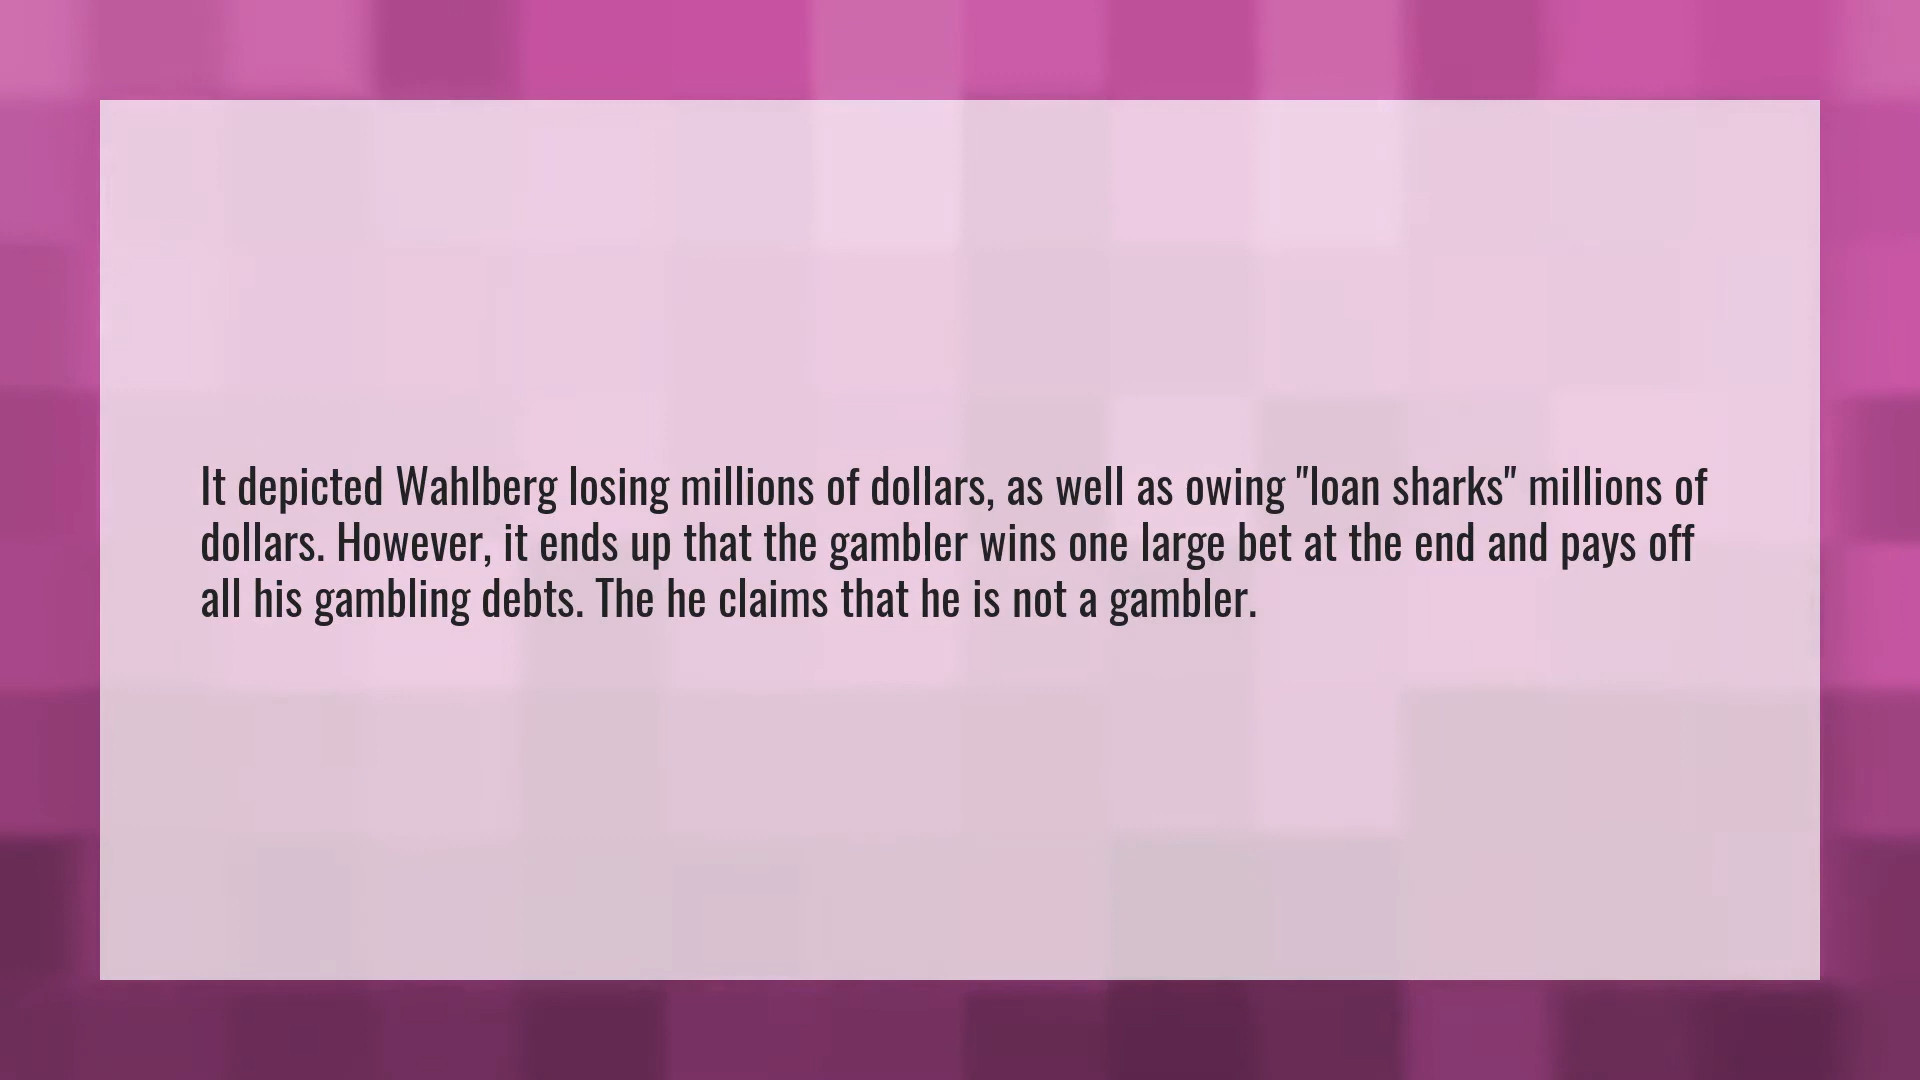 It depicted Wahlberg losing millions of dollars, as well as owing "loan sharks" millions of
dollars. However, it ends up that the gambler wins one large bet at the end and pays off
all his gambling debts. The he claims that he is not a gambler.